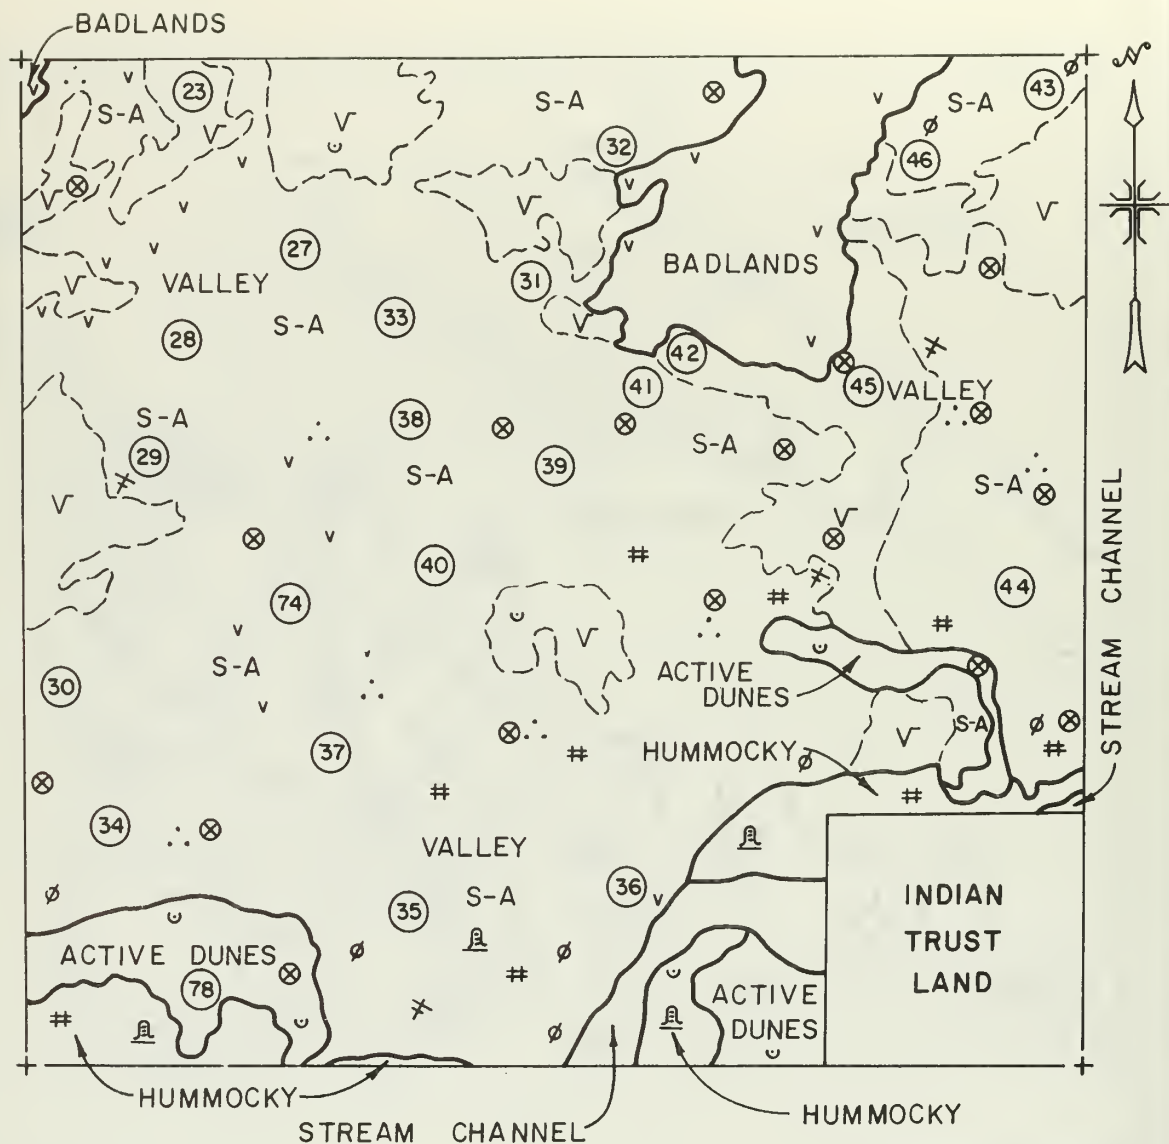 BADLANDS
N
23
S-A
S-A
43
S-A
32
46
27
BADLANDS
VALLEY
31
28
S-A
33
42
41
45
VALLEY
S-A
38
S-A
29
S-A
39
S-A
40
44
74
S-A
30
ACTIVE
DUNES
S-A
37
HUMMOCKY
STREAM CHANNEL
34
VALLEY
36
35
S-A
INDIAN
TRUST
LAND
ACTIVE DUNES
78
ACTIVE
DUNES
HUMMOCKY
HUMMOCKY
STREAM CHANNEL